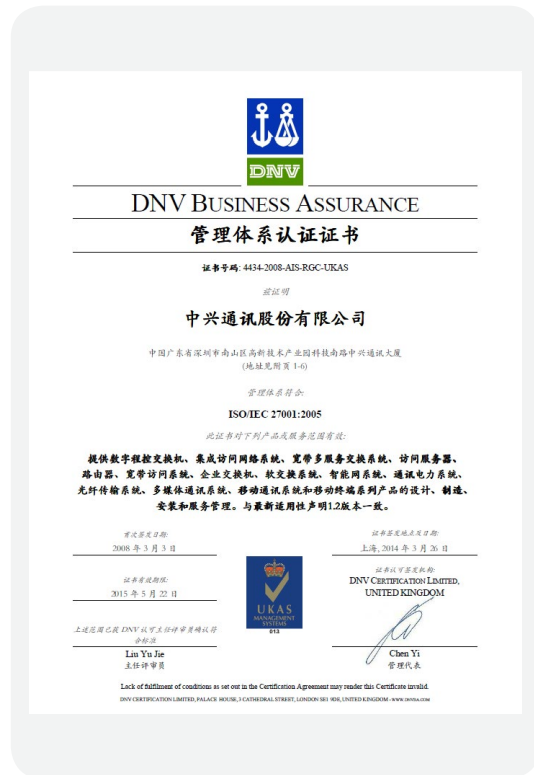 DNV
DNV BUSINESS ASSURANCE
管理体系认证证书
证书号码: 4434-2008-AIS-RGC-UKAS
兹证明
中兴通讯股份有限公司
中国广东省深圳市南山区高新技术产业园科技南路中兴通讯大厦
(地址见附页 1-6)
管理体系符合:
ISO/IEC 27001:2005
此证书对下列产品或服务范围有效:
提供数字程控交换机、集成访问网络系统、宽带多服务交换系统、访问服务器、
路由器、宽带访问系统、企业交换机、软交换系统、智能网系统、通讯电力系统、
光纤传输系统、多媒体通讯系统、移动通讯系统和移动终端系列产品的设计、制造、
安装和服务管理。与最新适用性声明1.2版本一致。
首次签发日期:
2008 年 3 月 3 日
证书有效期限:
2015 年 5 月 22 日
上述范围已获 DNV 认可主任评审员确认符
合标准
Liu Yu Jie
主任评审员
UKAS
MANAGEMENT
SYSTEMS
013
证书签发地点及日期:
上海, 2014 年 3 月 26 日
证书认可签发机构:
DNV CERTIFICATION LIMITED,
UNITED KINGDOM
Chen Yi
管理代表
Lack of fulfilment of conditions as set out in the Certification Agreement may render this Certificate invalid.
DNV CERTIFICATION LIMITED, PALACE HOUSE, 3 CATHEDRAL STREET, LONDON SE1 9DE, UNITED KINGDOM - WWW.DNVBA.COM